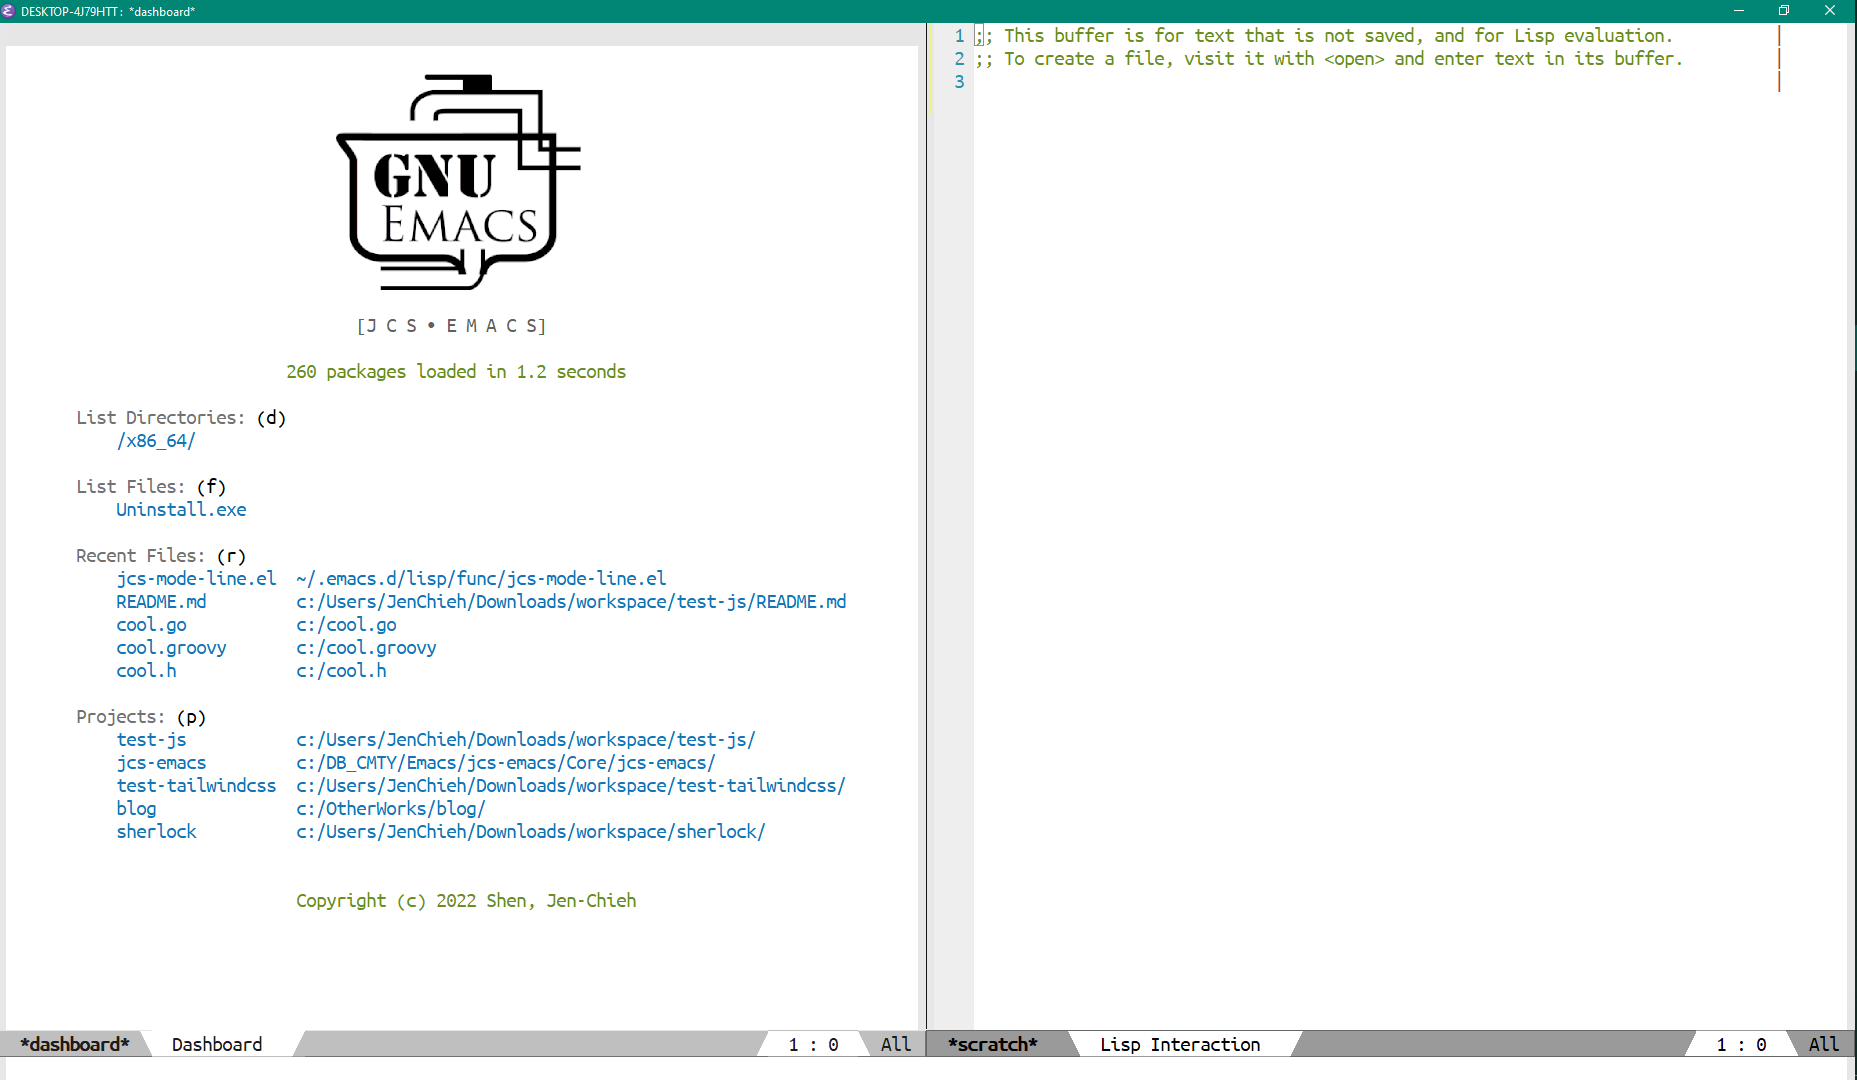 DESKTOP-4J79HTT : *dashboard*
GNU
EMACS
[J C S • E M A C S]
260 packages loaded in 1.2 seconds
List Directories: (d)
/x86_64/
List Files: (f)
Uninstall.exe
Recent Files: (r)
jcs-mode-line.el ~/.emacs.d/lisp/func/jcs-mode-line.el
README.md c:/Users/JenChieh/Downloads/workspace/test-js/README.md
cool.go c:/cool.go
cool.groovy c:/cool.groovy
cool.h c:/cool.h
Projects: (p)
test-js c:/Users/JenChieh/Downloads/workspace/test-js/
jcs-emacs c:/DB_CMTY/Emacs/jcs-emacs/Core/jcs-emacs/
test-tailwindcss c:/Users/JenChieh/Downloads/workspace/test-tailwindcss/
blog c:/OtherWorks/blog/
sherlock c:/Users/JenChieh/Downloads/workspace/sherlock/
Copyright (c) 2022 Shen, Jen-Chieh
*dashboard* Dashboard 1 : 0 All
1 ;; This buffer is for text that is not saved, and for Lisp evaluation.
2 ;; To create a file, visit it with <open> and enter text in its buffer.
3
*scratch* Lisp Interaction 1 : 0 All